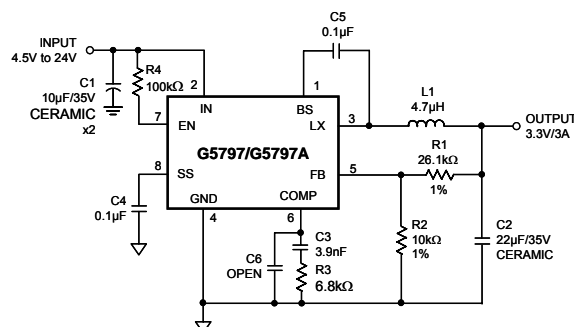 C5
0.1µF
INPUT
4.5V to 24V
R4
100kΩ
2
1
C1
10µF/35V
CERAMIC
x2
IN
BS
L1
4.7µH
7
EN
LX
3
OUTPUT
3.3V/3A
G5797/G5797A
R1
26.1kΩ
1%
8
SS
FB
5
GND
COMP
4
6
C4
0.1µF
C3
3.9nF
C6
OPEN
R3
6.8kΩ
R2
10kΩ
1%
C2
22µF/35V
CERAMIC